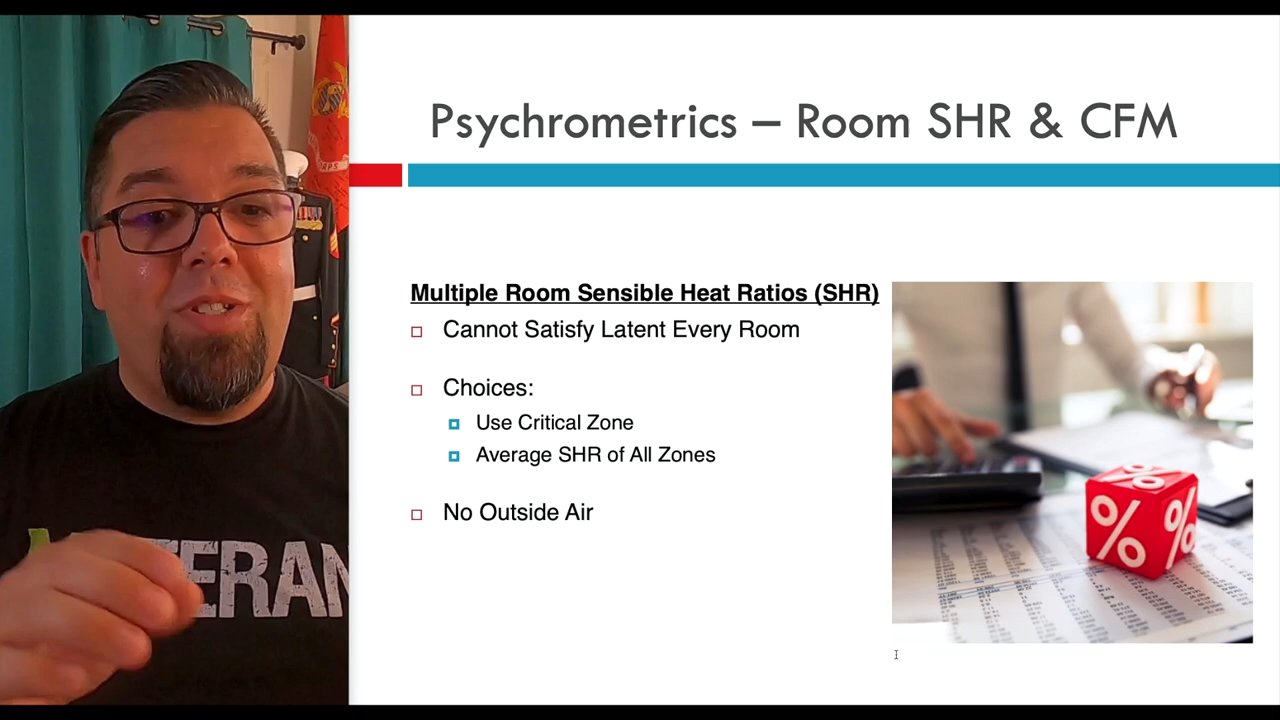 Psychrometrics – Room SHR & CFM
Multiple Room Sensible Heat Ratios (SHR)
Cannot Satisfy Latent Every Room
Choices:
Use Critical Zone
Average SHR of All Zones
No Outside Air
% % %